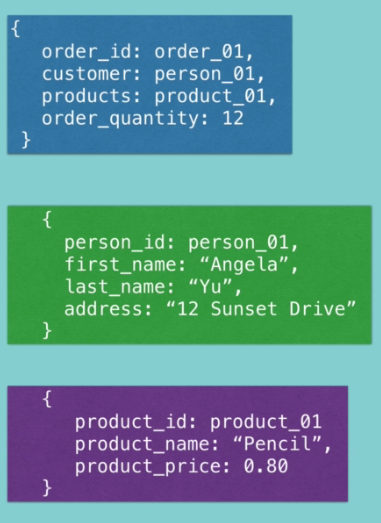 {
order_id: order_01,
customer: person_01,
products: product_01,
order_quantity: 12
}
{
person_id: person_01,
first_name: “Angela”,
last_name: “Yu”,
address: “12 Sunset Drive”
}
{
product_id: product_01
product_name: “Pencil”,
product_price: 0.80
}